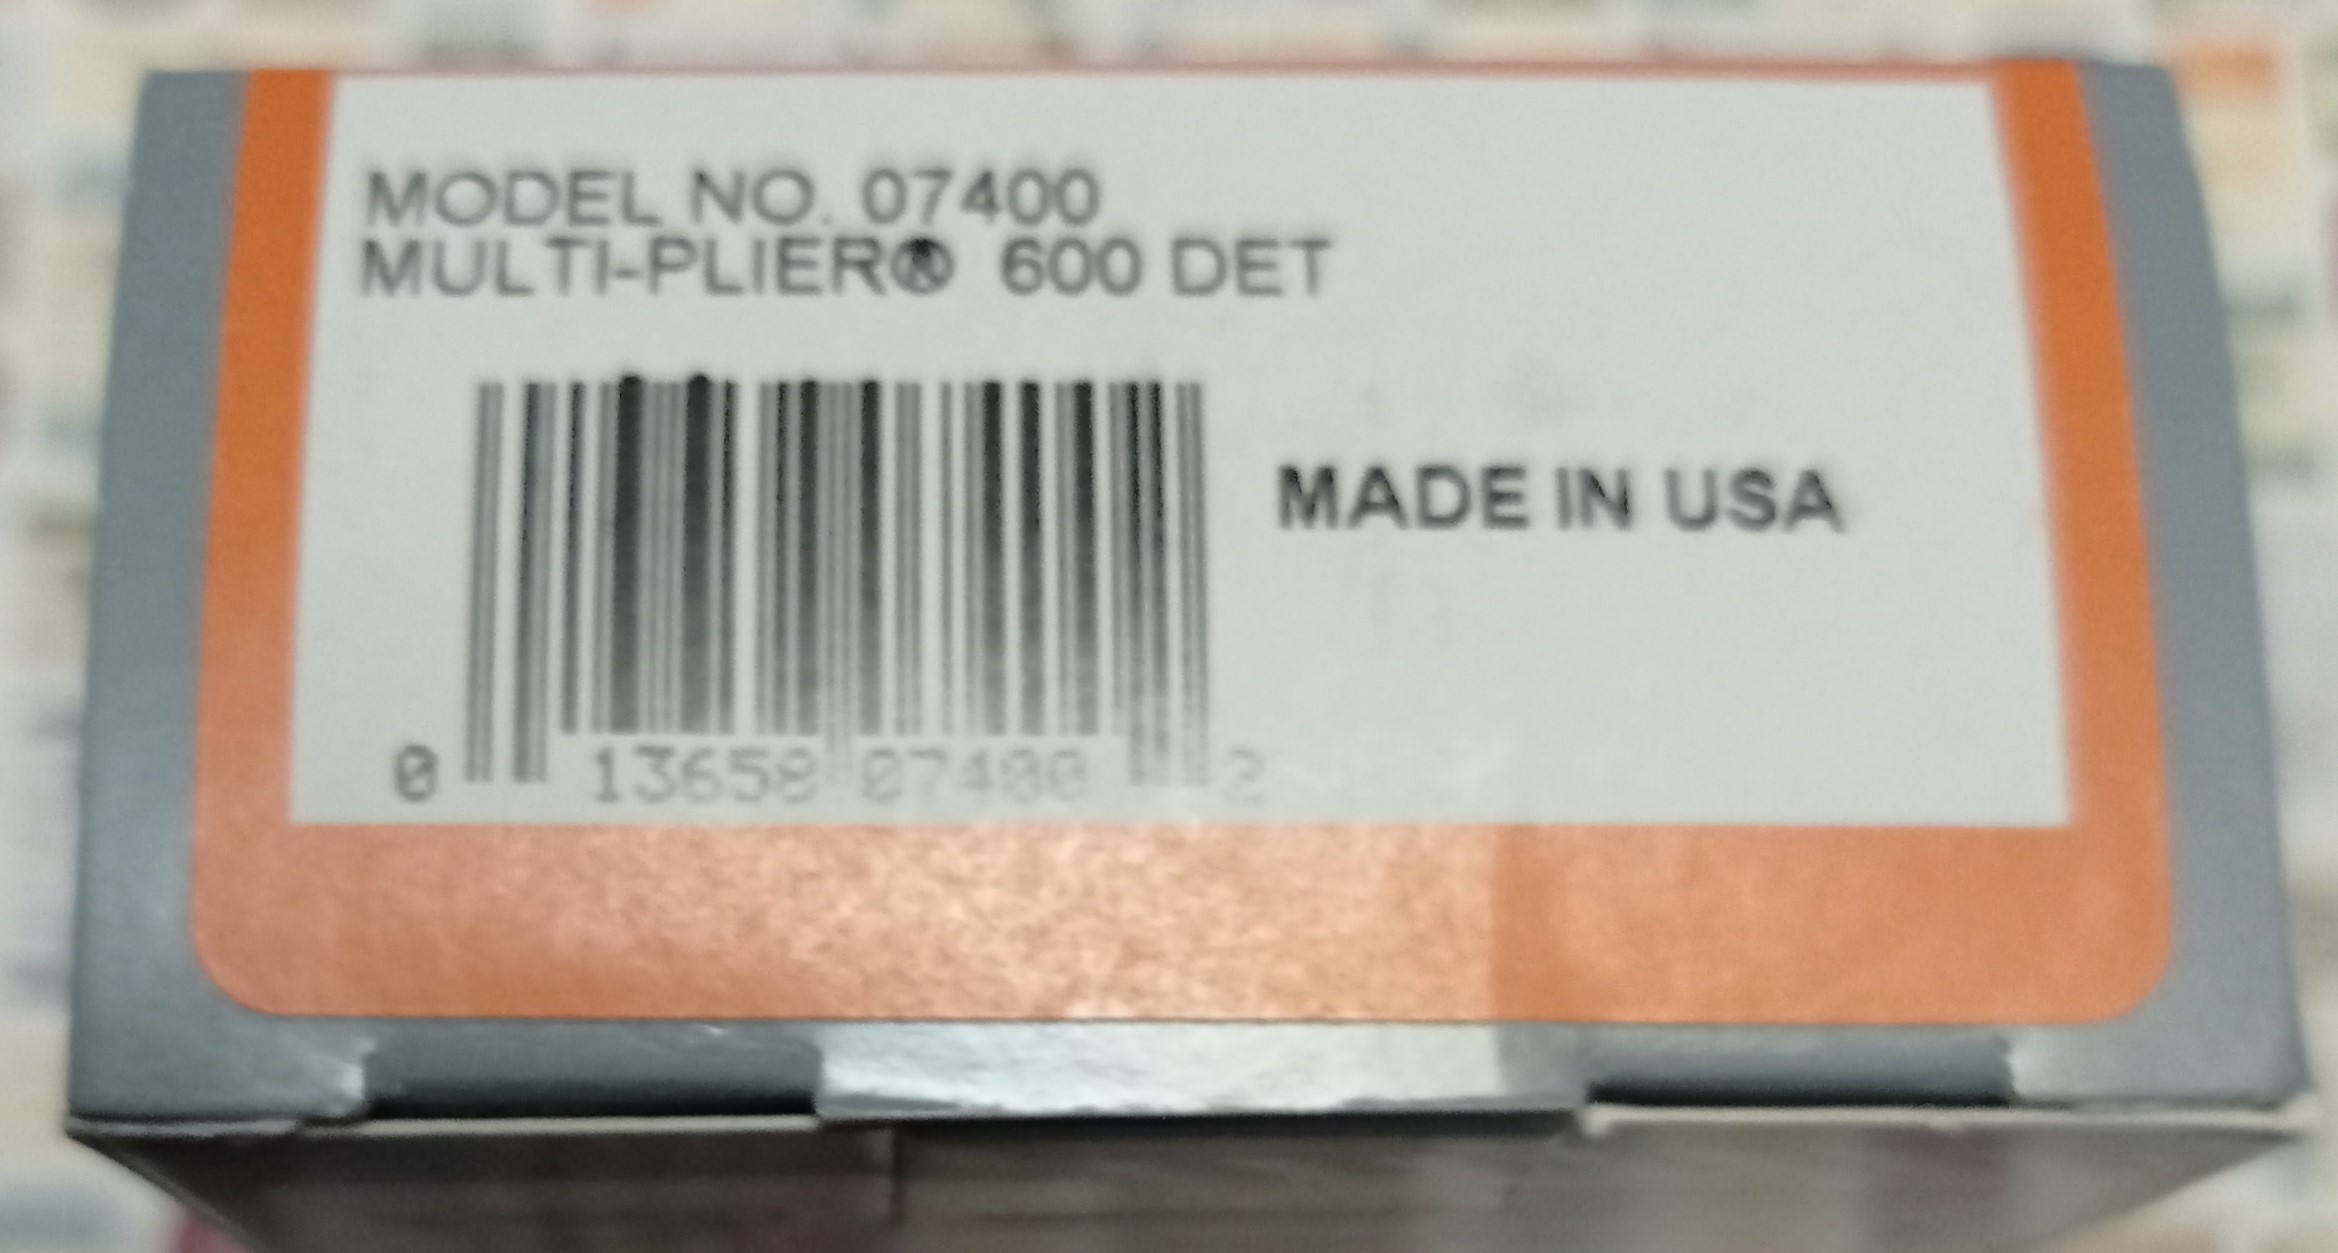 MODEL NO. 07400
MULTI-PLIER® 600 DET
MADE IN USA
0 13658 07400 2